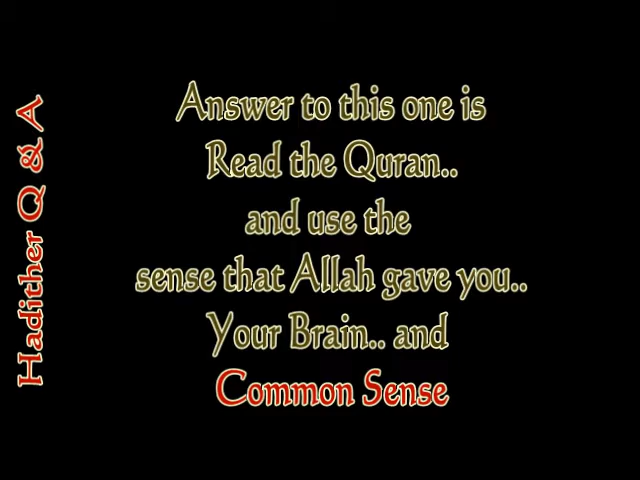 Hadither Q & A
Answer to this one is
Read the Quran..
and use the
sense that Allah gave you..
Your Brain.. and
Common Sense